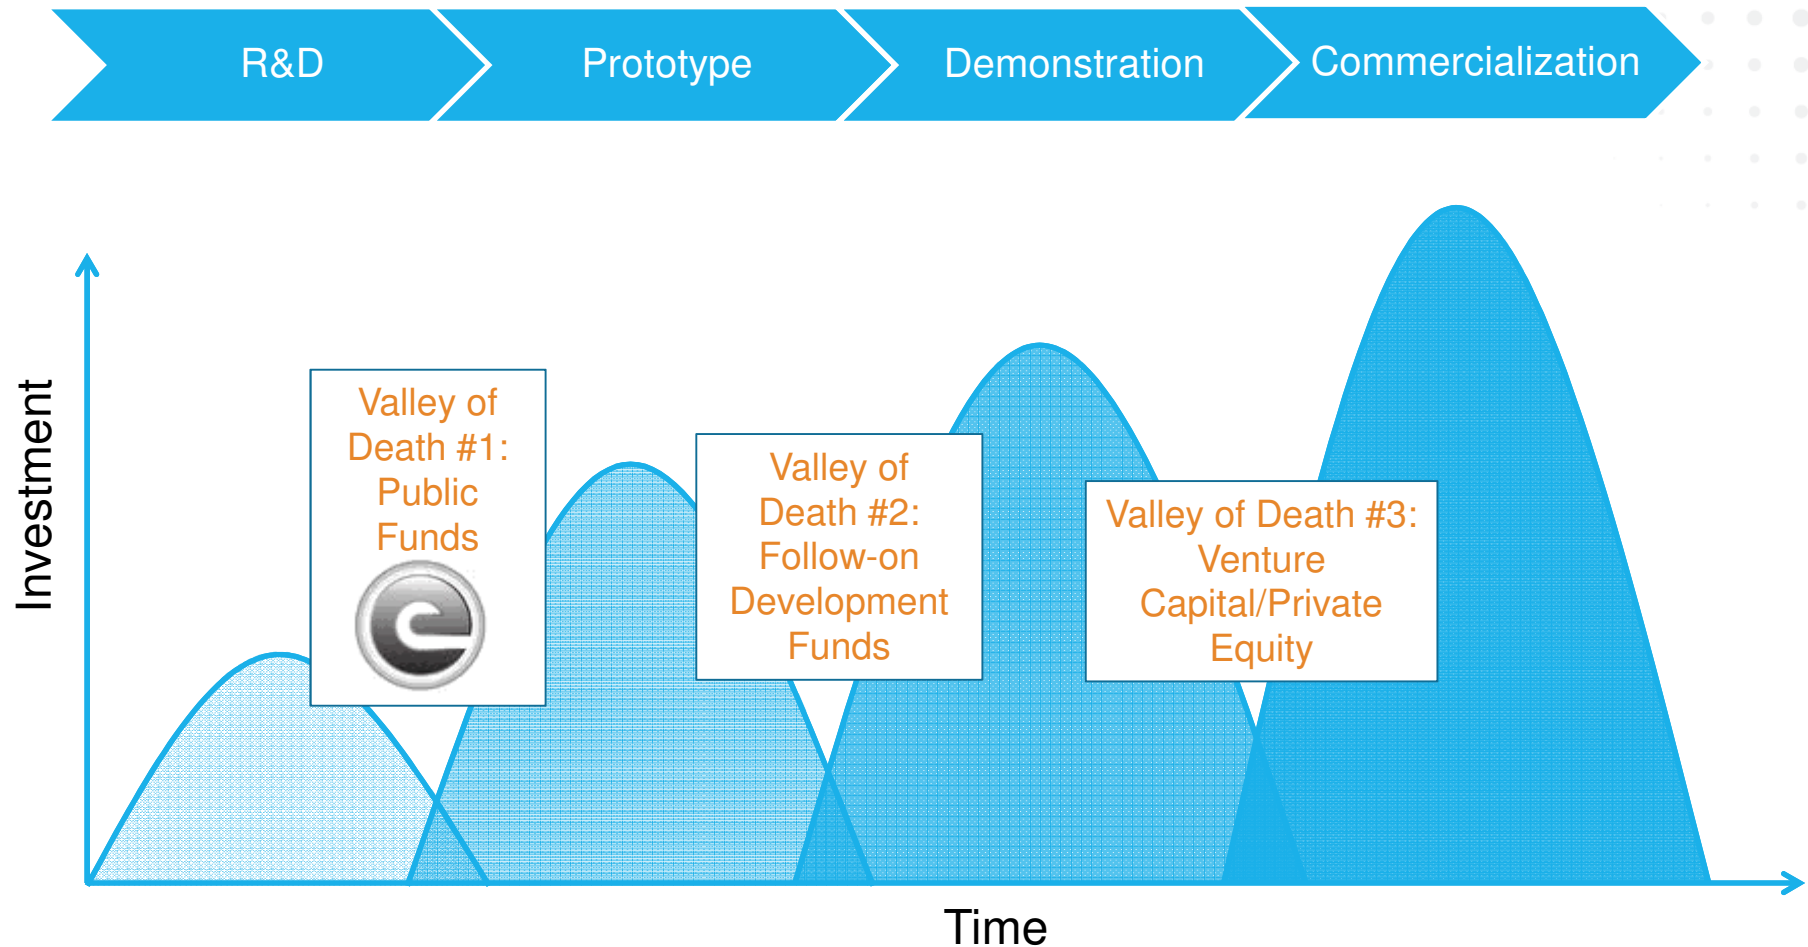 R&D
Prototype
Demonstration
Commercialization
Investment
Valley of
Death #1:
Public
Funds
Valley of
Death #2:
Follow-on
Development
Funds
Valley of Death #3:
Venture
Capital/Private
Equity
Time